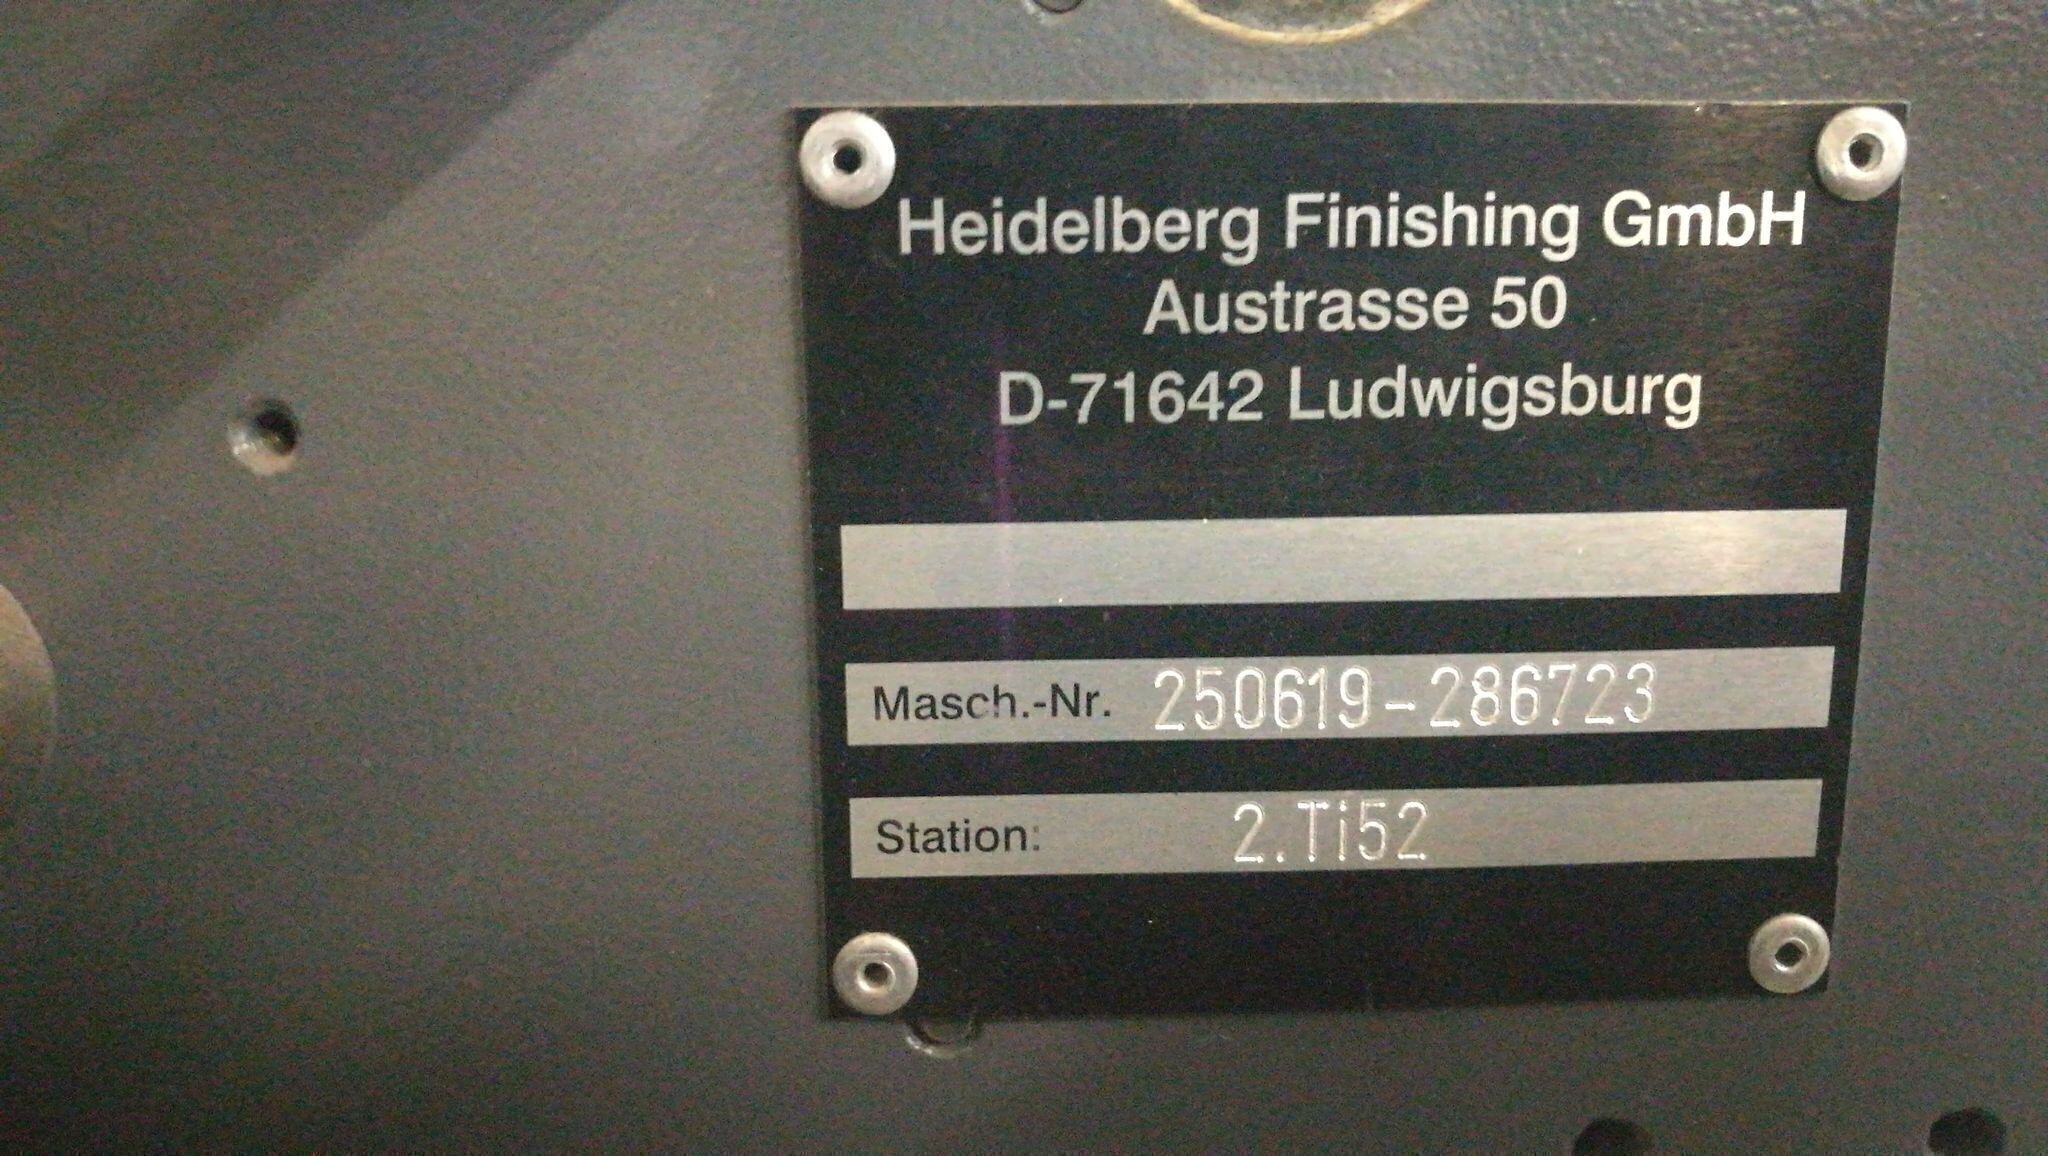 Heidelberg Finishing GmbH
Austrasse 50
D-71642 Ludwigsburg
Masch.-Nr. 250619-286723
Station: 2.Ti52